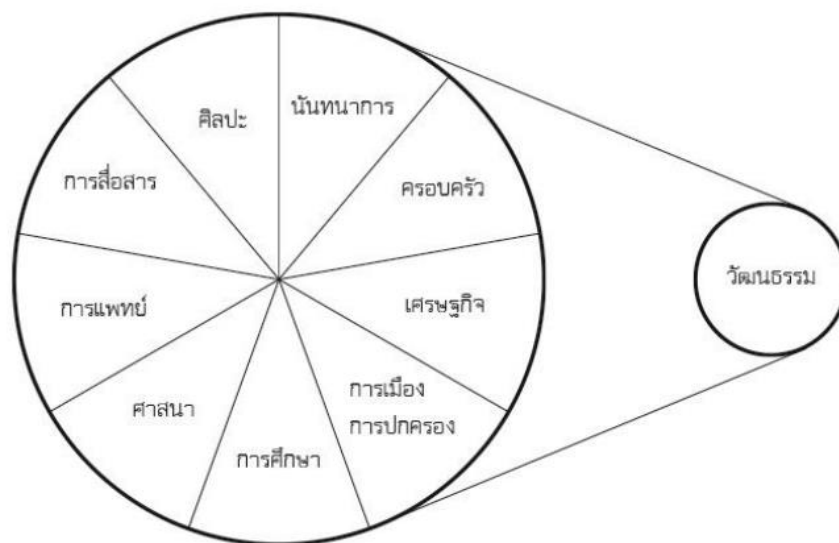 ศิลปะ
นันทนาการ
การสื่อสาร
ครอบครัว
การแพทย์
เศรษฐกิจ
วัฒนธรรม
ศาสนา
การเมือง
การปกครอง
การศึกษา